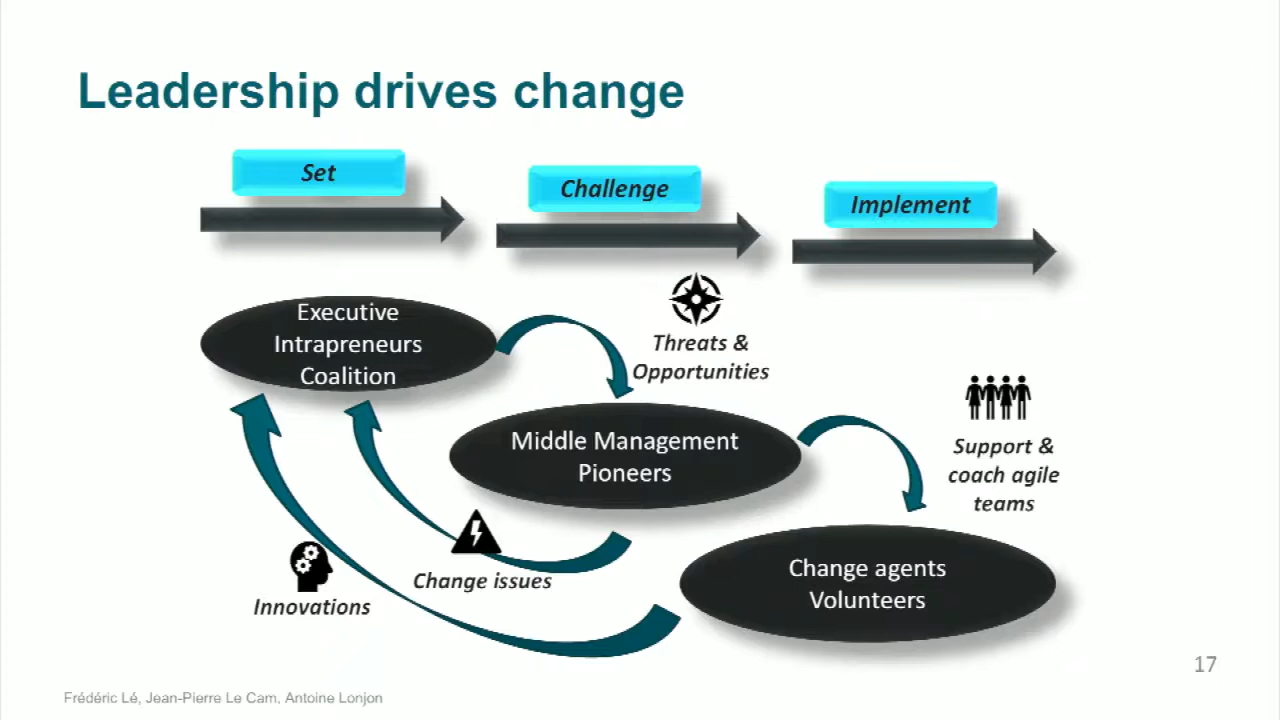 Leadership drives change
Set
Challenge
Implement
Executive
Intrapreneurs
Coalition
Threats &
Opportunities
Middle Management
Pioneers
Support &
coach agile
teams
Change issues
Innovations
Change agents
Volunteers
17
Frédéric Lé, Jean-Pierre Le Cam, Antoine Lonjon